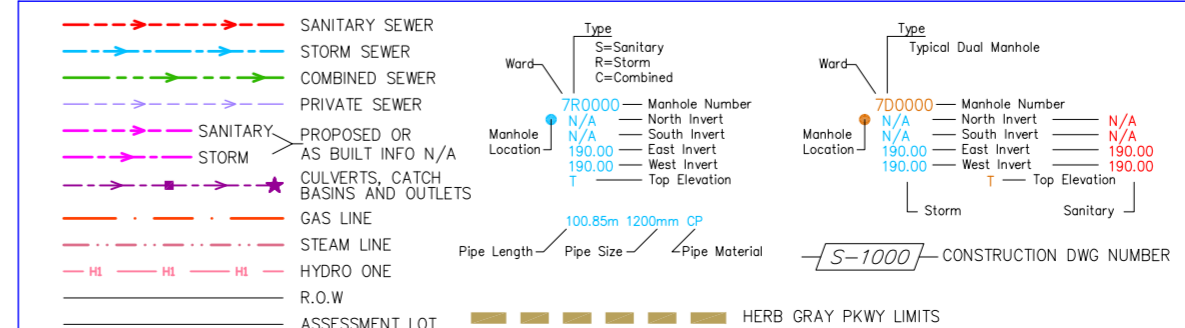 SANITARY SEWER
STORM SEWER
COMBINED SEWER
PRIVATE SEWER
SANITARY
STORM
PROPOSED OR
AS BUILT INFO N/A
CULVERTS, CATCH
BASINS AND OUTLETS
GAS LINE
STEAM LINE
H1 H1 H1 HYDRO ONE
R.O.W
ASSESSMENT LOT
Type
S=Sanitary
R=Storm
C=Combined
Ward
7R0000 Manhole Number
N/A North Invert
N/A South Invert
190.00 East Invert
190.00 West Invert
T Top Elevation
Manhole
Location
100.85m 1200mm CP
Pipe Length Pipe Size Pipe Material
Type
Typical Dual Manhole
Ward
7D0000 Manhole Number
N/A North Invert N/A
N/A South Invert N/A
190.00 East Invert 190.00
190.00 West Invert 190.00
T Top Elevation
Manhole
Location
Storm Sanitary
S-1000 CONSTRUCTION DWG NUMBER
HERB GRAY PKWY LIMITS